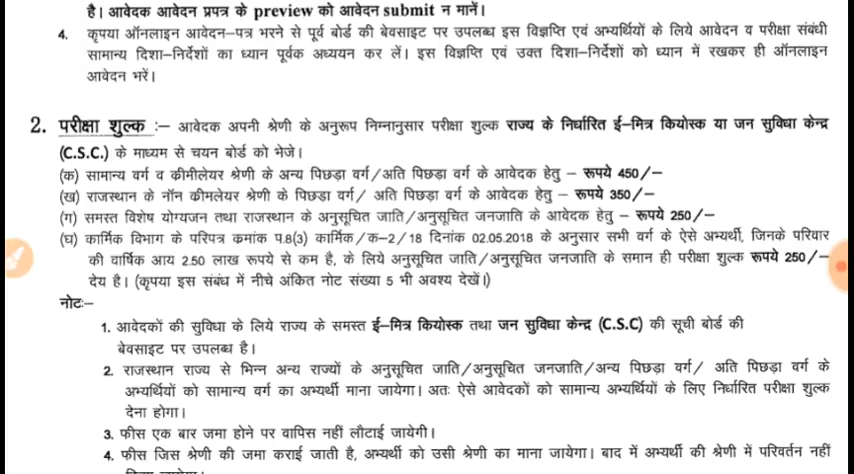 है। आवेदक आवेदन प्रपत्र के preview को आवेदन submit न मानें।
4. कृपया ऑनलाइन आवेदन–पत्र भरने से पूर्व बोर्ड की बेवसाइट पर उपलब्ध इस विज्ञप्ति एवं अभ्यर्थियों के लिये आवेदन व परीक्षा संबंधी
सामान्य दिशा–निर्देशों का ध्यान पूर्वक अध्ययन कर लें। इस विज्ञप्ति एवं उक्त दिशा–निर्देशों को ध्यान में रखकर ही ऑनलाइन
आवेदन भरें।
2. परीक्षा शुल्क :– आवेदक अपनी श्रेणी के अनुरूप निम्नानुसार परीक्षा शुल्क राज्य के निर्धारित ई–मित्र कियोस्क या जन सुविधा केन्द्र
(C.S.C.) के माध्यम से चयन बोर्ड को भेजे।
(क) सामान्य वर्ग व क्रीमीलेयर श्रेणी के अन्य पिछड़ा वर्ग/अति पिछड़ा वर्ग के आवेदक हेतु – रूपये 450/–
(ख) राजस्थान के नॉन क्रीमलेयर श्रेणी के पिछड़ा वर्ग/ अति पिछड़ा वर्ग के आवेदक हेतु – रूपये 350/–
(ग) समस्त विशेष योग्यजन तथा राजस्थान के अनुसूचित जाति/अनुसूचित जनजाति के आवेदक हेतु – रूपये 250/–
(घ) कार्मिक विभाग के परिपत्र क्रमांक प.8(3) कार्मिक/क–2/18 दिनांक 02.05.2018 के अनुसार सभी वर्ग के ऐसे अभ्यर्थी, जिनके परिवार
की वार्षिक आय 2.50 लाख रूपये से कम है, के लिये अनुसूचित जाति/अनुसूचित जनजाति के समान ही परीक्षा शुल्क रूपये 250/–
देय है। (कृपया इस संबंध में नीचे अंकित नोट संख्या 5 भी अवश्य देखें।)
नोटः–
1. आवेदकों की सुविधा के लिये राज्य के समस्त ई–मित्र कियोस्क तथा जन सुविधा केन्द्र (C.S.C) की सूची बोर्ड की
बेवसाइट पर उपलब्ध है।
2. राजस्थान राज्य से भिन्न अन्य राज्यों के अनुसूचित जाति/अनुसूचित जनजाति/अन्य पिछड़ा वर्ग/ अति पिछड़ा वर्ग के
अभ्यर्थियों को सामान्य वर्ग का अभ्यर्थी माना जायेगा। अतः ऐसे आवेदकों को सामान्य अभ्यर्थियों के लिए निर्धारित परीक्षा शुल्क
देना होगा।
3. फीस एक बार जमा होने पर वापिस नहीं लौटाई जायेगी।
4. फीस जिस श्रेणी की जमा कराई जाती है, अभ्यर्थी को उसी श्रेणी का माना जायेगा। बाद में अभ्यर्थी की श्रेणी में परिवर्तन नहीं